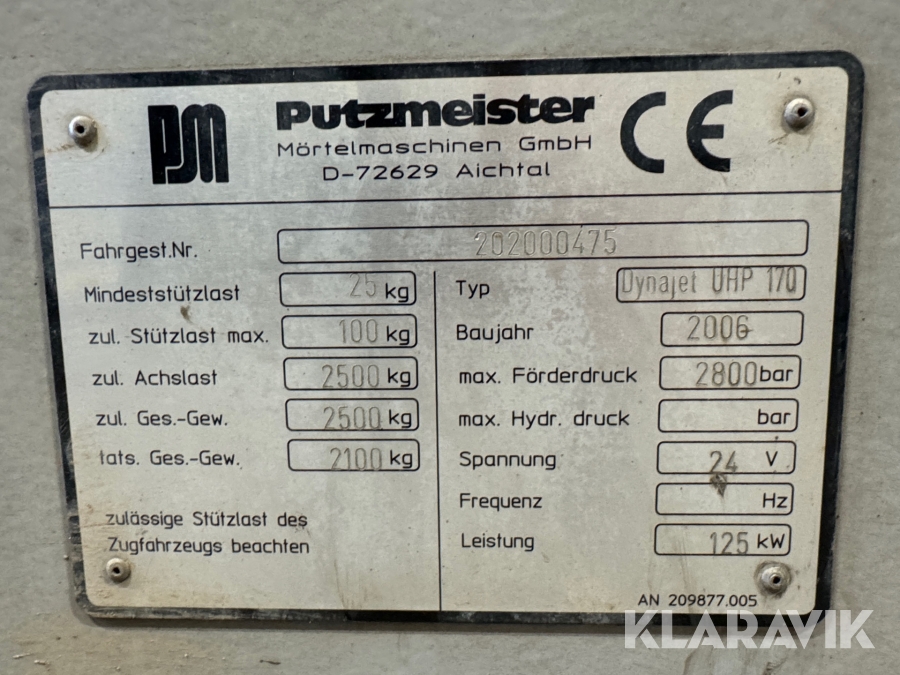 PM Putzmeister CE
Mörtelmaschinen GmbH
D-72629 Aichtal
Fahrgest.Nr. 202000475
Mindeststützlast 25 kg
zul. Stützlast max. 100 kg
zul. Achslast 2500 kg
zul. Ges.-Gew. 2500 kg
tats. Ges.-Gew. 2100 kg
zulässige Stützlast des
Zugfahrzeugs beachten
Typ Dynajet UHP 170
Baujahr 2006
max. Förderdruck 2800 bar
max. Hydr. druck bar
Spannung 24 V
Frequenz Hz
Leistung 125 kW
AN 209877.005
KLARAVIK